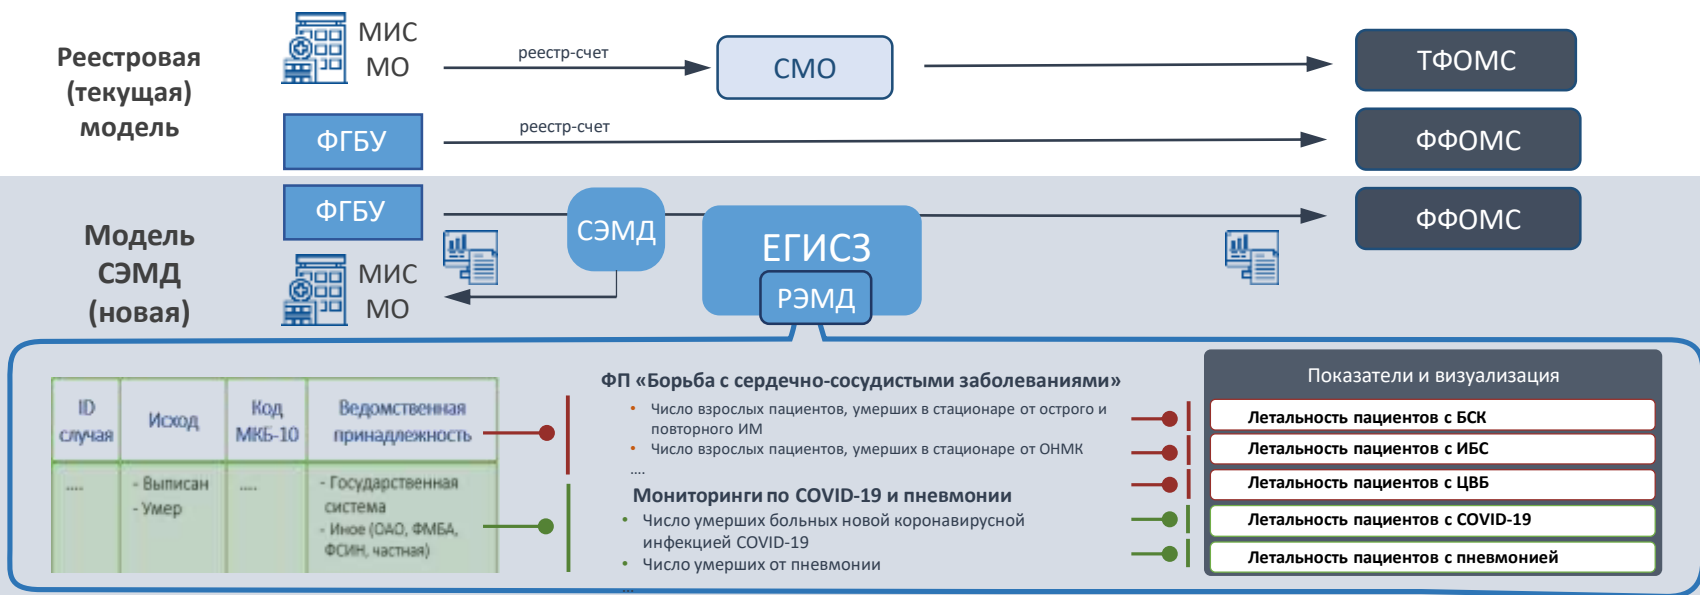 Реестровая
(текущая)
модель
МИС
МО
реестр-счет
СМО
ТФОМС
ФГБУ
реестр-счет
ФФОМС
Модель
СЭМД
(новая)
ФГБУ
СЭМД
ЕГИСЗ
РЭМД
ФФОМС
МИС
МО
ID
случая
Исход
Код
МКБ-10
Ведомственная
принадлежность
....
- Выписан
- Умер
....
- Государственная
система
- Иное (ОАО, ФМБА,
ФСИН, частная)
ФП «Борьба с сердечно-сосудистыми заболеваниями»
• Число взрослых пациентов, умерших в стационаре от острого и
повторного ИМ
• Число взрослых пациентов, умерших в стационаре от ОНМК
....
Мониторинги по COVID-19 и пневмонии
• Число умерших больных новой коронавирусной
инфекцией COVID-19
• Число умерших от пневмонии
...
Показатели и визуализация
Летальность пациентов с БСК
Летальность пациентов с ИБС
Летальность пациентов с ЦВБ
Летальность пациентов с COVID-19
Летальность пациентов с пневмонией